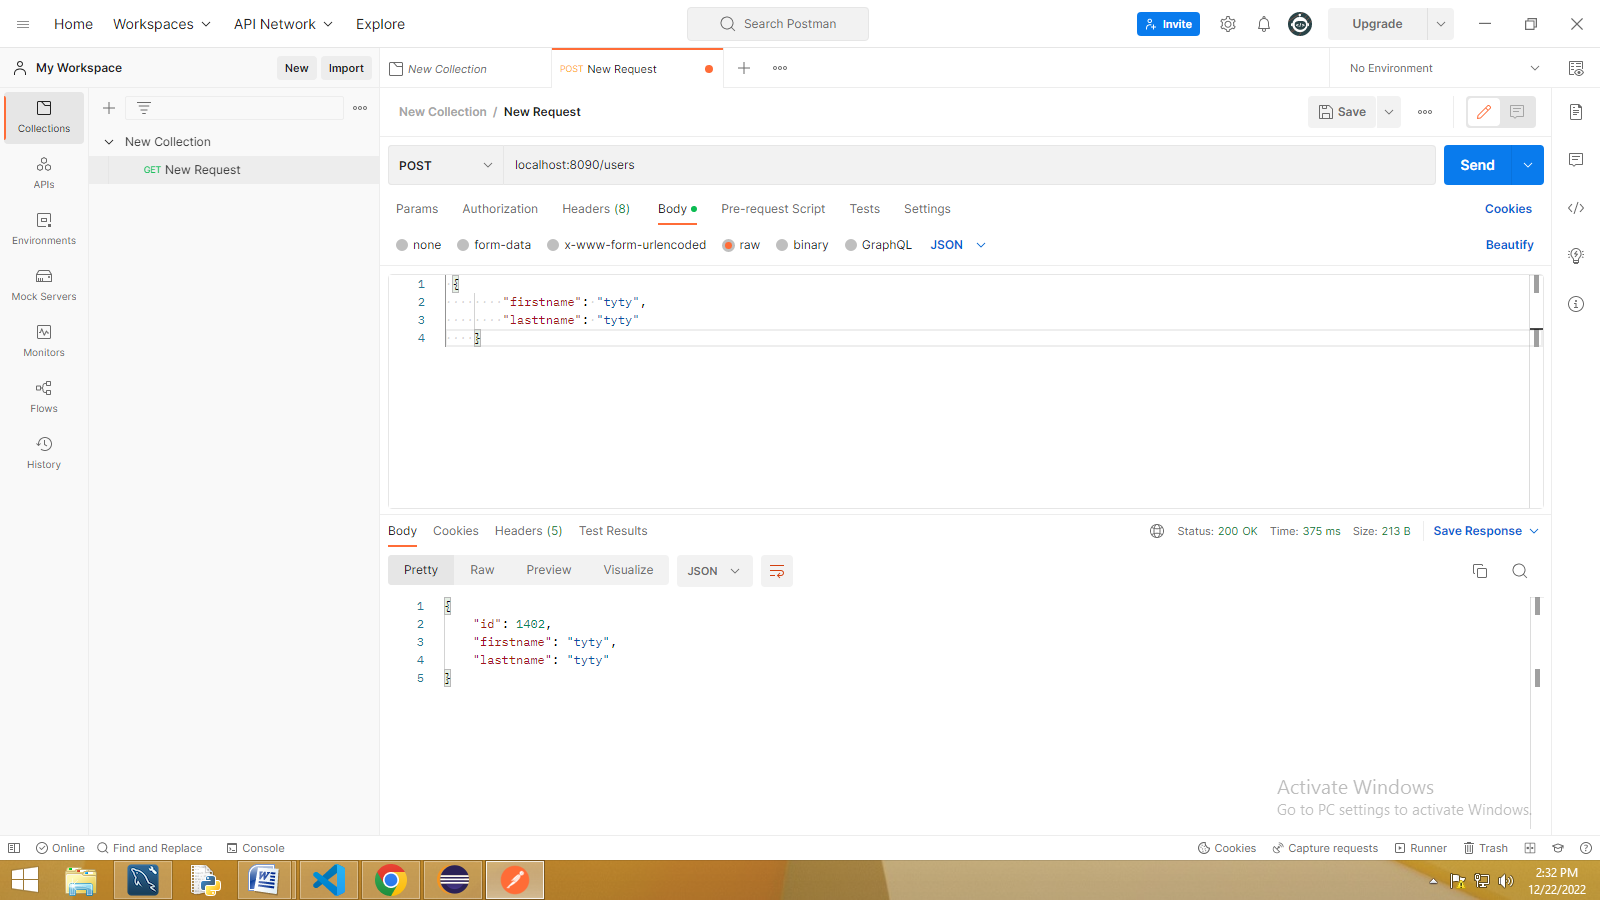 Home Workspaces API Network Explore Search Postman Invite Upgrade
My Workspace New Import New Collection POST New Request No Environment
Collections
APIs
Environments
Mock Servers
Monitors
Flows
History
New Collection
GET New Request
New Collection / New Request Save
POST localhost:8090/users Send
Params Authorization Headers (8) Body Pre-request Script Tests Settings Cookies
none form-data x-www-form-urlencoded raw binary GraphQL JSON Beautify
1 {
2 "firstname": "tyty",
3 "lasttname": "tyty"
4 }
Body Cookies Headers (5) Test Results Status: 200 OK Time: 375 ms Size: 213 B Save Response
Pretty Raw Preview Visualize JSON
1 {
2 "id": 1402,
3 "firstname": "tyty",
4 "lasttname": "tyty"
5 }
Activate Windows
Go to PC settings to activate Windows.
Online Find and Replace Console Cookies Capture requests Runner Trash
2:32 PM
12/22/2022